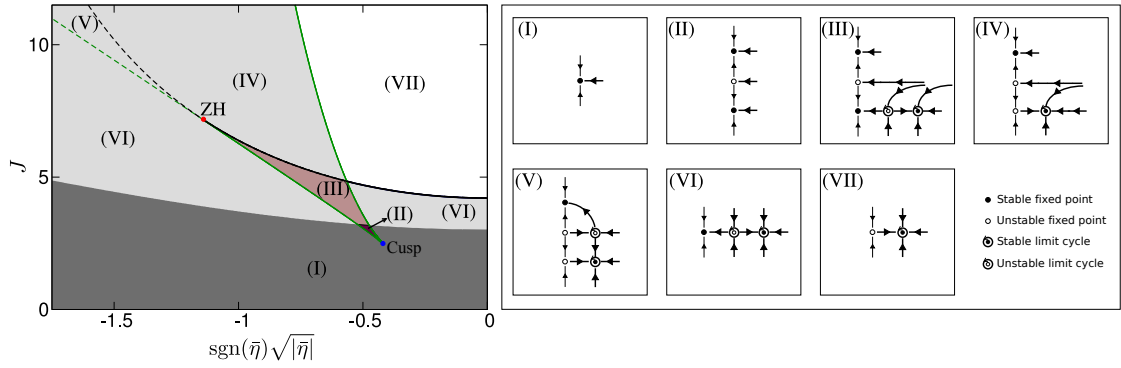 (V)
(IV)
(VII)
ZH
(VI)
(III)
(II)
(VI)
Cusp
(I)
J
10
5
0
-1.5
-1
-0.5
0
sgn(η̄)√|η̄|
(I)
(II)
(III)
(IV)
(V)
(VI)
(VII)
Stable fixed point
Unstable fixed point
Stable limit cycle
Unstable limit cycle